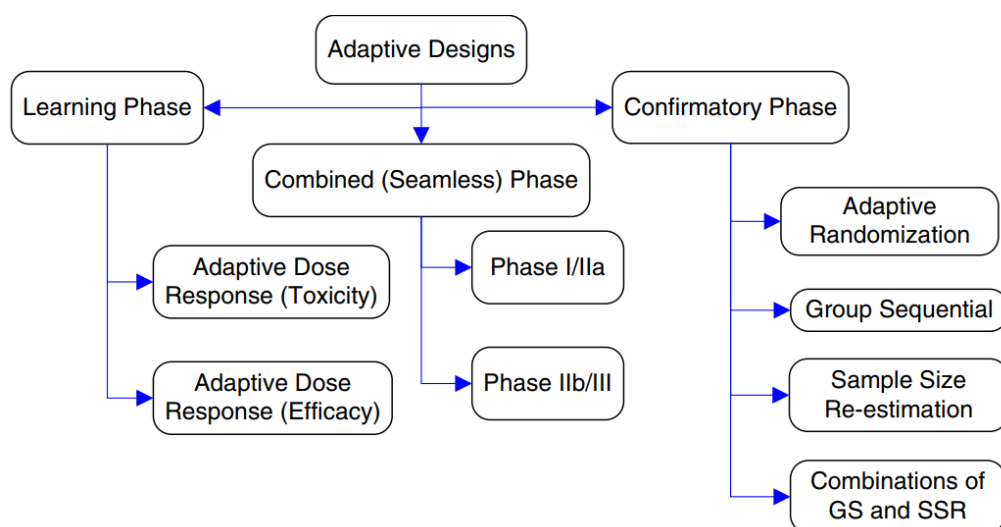 Adaptive Designs
Learning Phase
Confirmatory Phase
Combined (Seamless) Phase
Adaptive
Randomization
Adaptive Dose
Response (Toxicity)
Phase I/IIa
Group Sequential
Adaptive Dose
Response (Efficacy)
Phase IIb/III
Sample Size
Re-estimation
Combinations of
GS and SSR